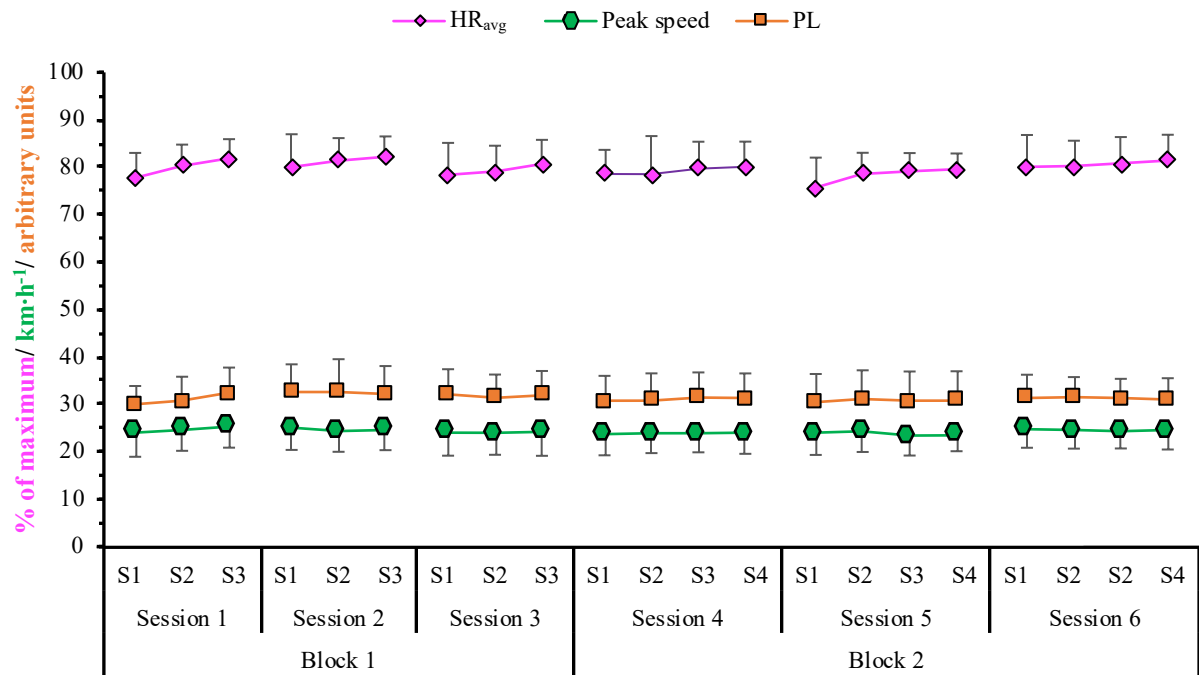 HRavg Peak speed PL
% of maximum/ km·h-1/ arbitrary units
100
90
80
70
60
50
40
30
20
10
0
S1 S2 S3 S1 S2 S3 S1 S2 S3 S1 S2 S3 S4 S1 S2 S3 S4 S1 S2 S2 S4
Session 1 Session 2 Session 3 Session 4 Session 5 Session 6
Block 1 Block 2